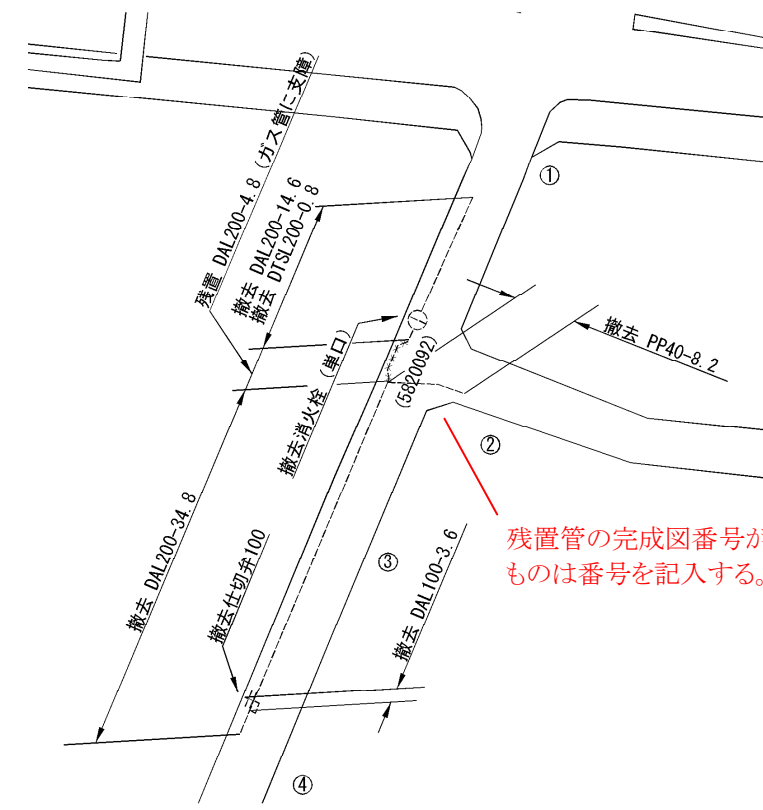 残置 DAL200-4.8 (ガス管に支障)
撤去 DAL200-14.6
撤去 DTSL200-0.8
①
撤去 PP40-8.2
撤去消火栓 (単口)
(5820092)
②
残置管の完成図番号が
ものは番号を記入する。
撤去 DAL200-34.8
撤去仕切弁100
③
撤去 DAL100-3.6
④